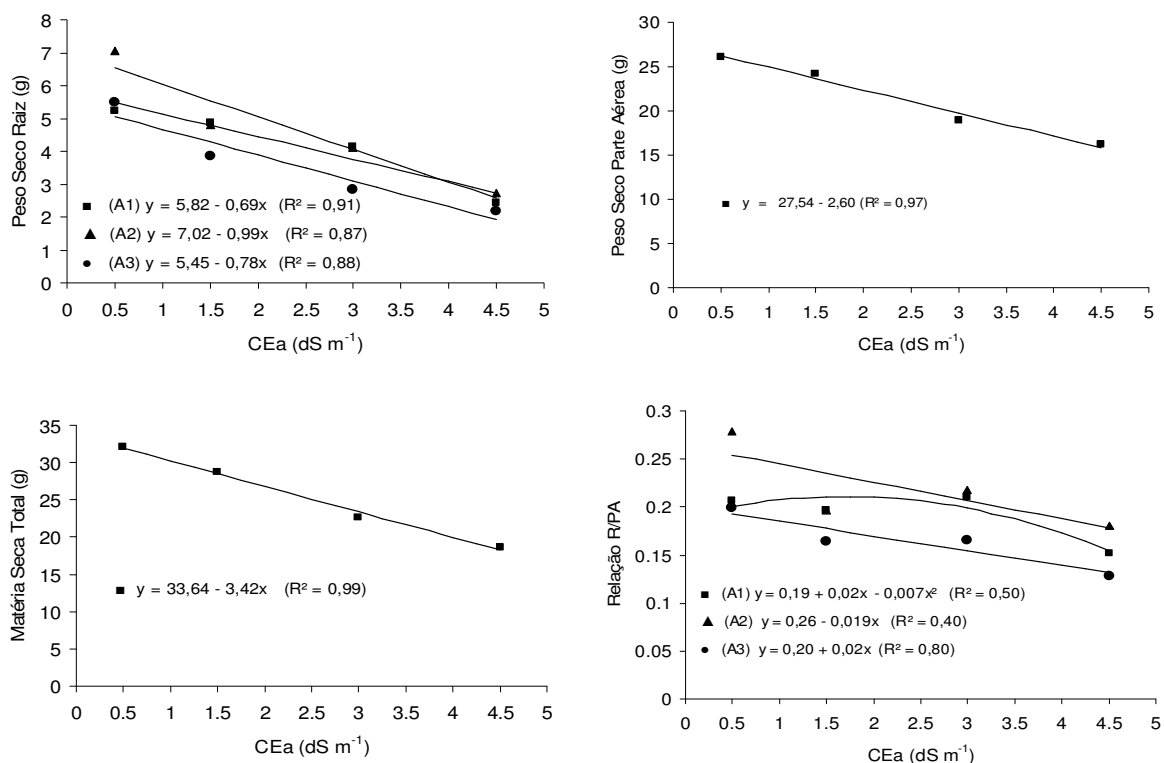 Peso Seco Raiz (g)
8
7
6
5
4
3
2
1
0
(A1) y = 5,82 - 0,69x (R² = 0,91)
(A2) y = 7,02 - 0,99x (R² = 0,87)
(A3) y = 5,45 - 0,78x (R² = 0,88)
0 0.5 1 1.5 2 2.5 3 3.5 4 4.5 5
CEa (dS m⁻¹)
Peso Seco Parte Aérea (g)
30
25
20
15
10
5
0
y = 27,54 - 2,60 (R² = 0,97)
0 0.5 1 1.5 2 2.5 3 3.5 4 4.5 5
CEa (dS m⁻¹)
Matéria Seca Total (g)
35
30
25
20
15
10
5
0
y = 33,64 - 3,42x (R² = 0,99)
0 0.5 1 1.5 2 2.5 3 3.5 4 4.5 5
CEa (dS m⁻¹)
Relação R/PA
0.3
0.25
0.2
0.15
0.1
0.05
0
(A1) y = 0,19 + 0,02x - 0,007x² (R² = 0,50)
(A2) y = 0,26 - 0,019x (R² = 0,40)
(A3) y = 0,20 + 0,02x (R² = 0,80)
0 0.5 1 1.5 2 2.5 3 3.5 4 4.5 5
CEa (dS m⁻¹)